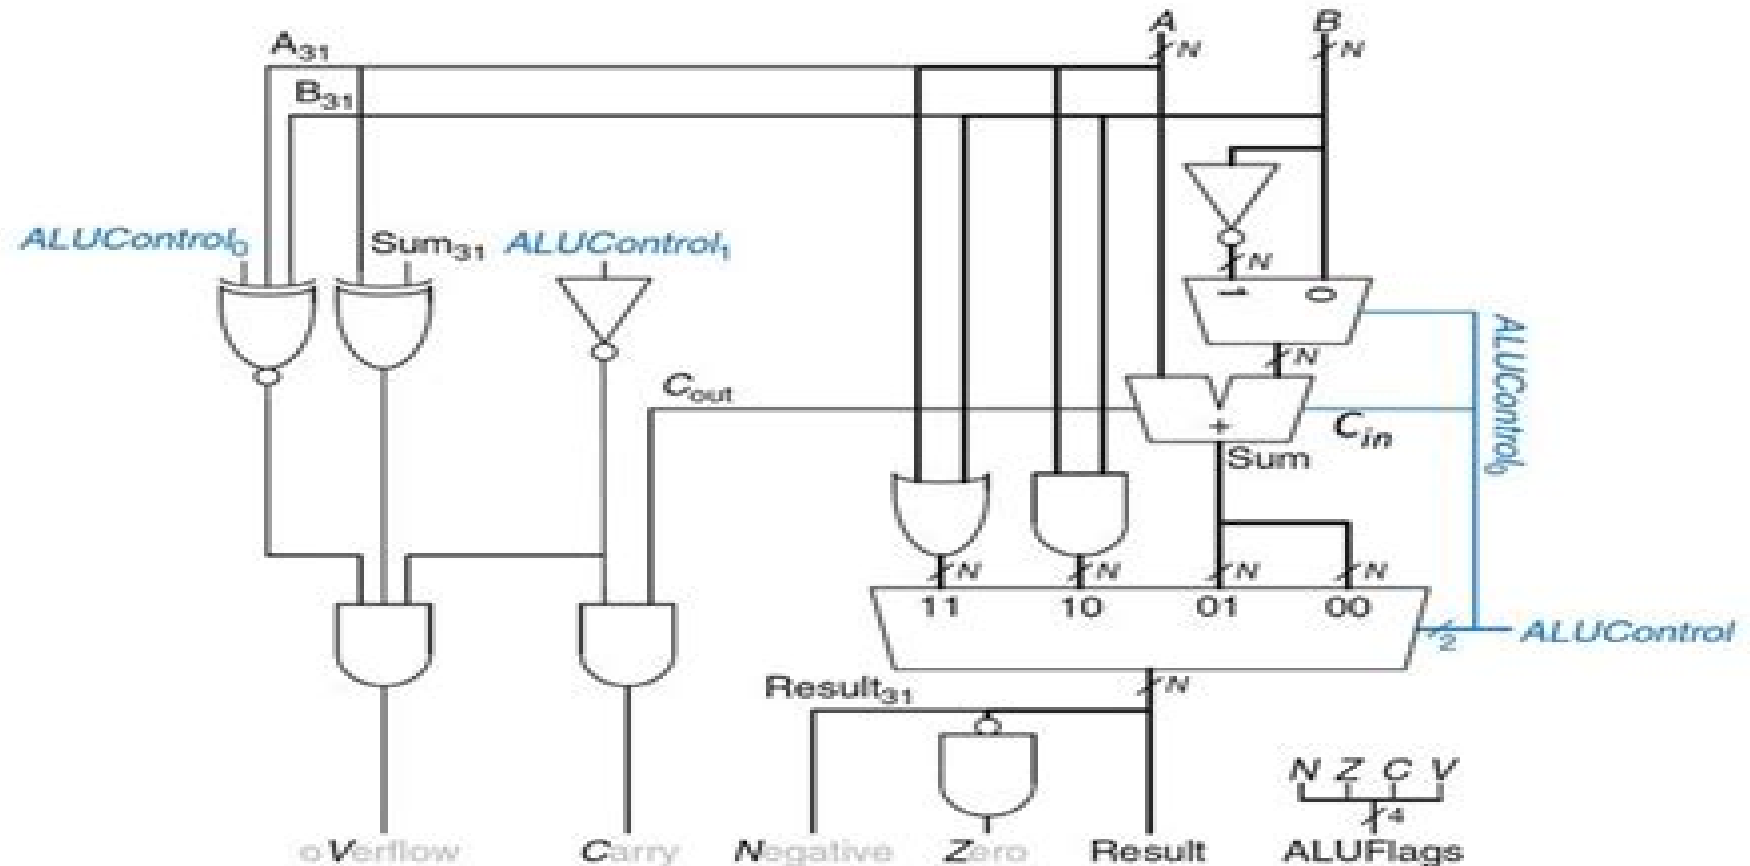 A B
A31 N N
B31
ALUControl0 Sum31 ALUControl1
N
1 0
ALUControl0
N
Cout
+ Cin
Sum
N N N N
11 10 01 00
2 ALUControl
Result31 N
N Z C V
4
oVerflow Carry Negative Zero Result ALUFlags